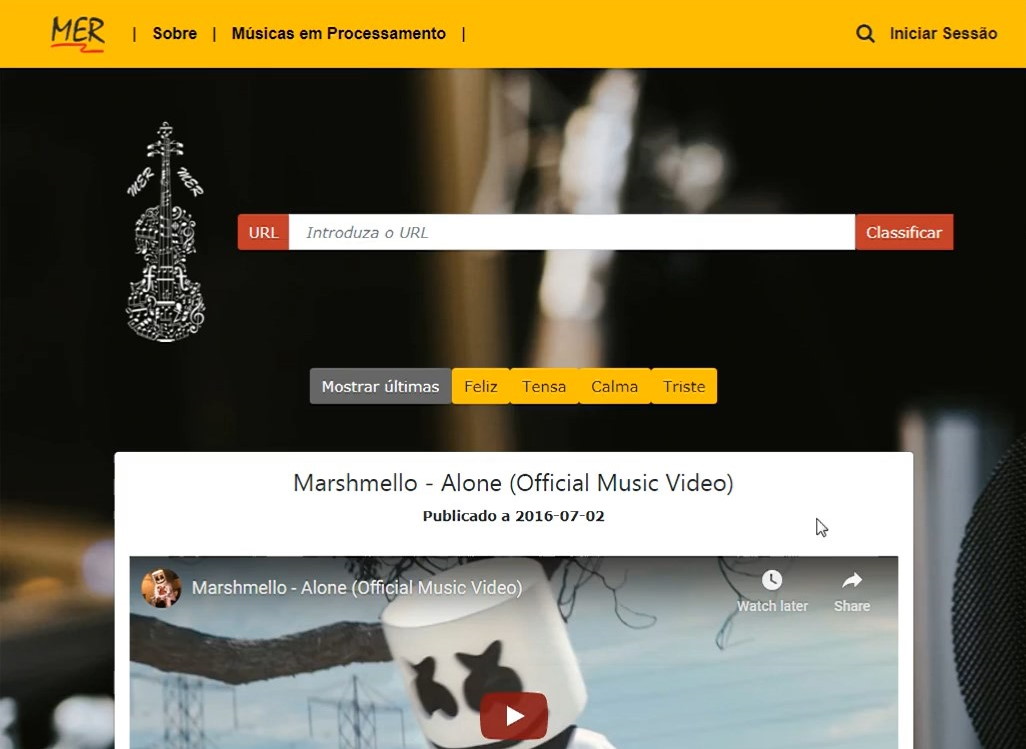 MER | Sobre | Músicas em Processamento | Iniciar Sessão
MER MER
URL Introduza o URL Classificar
Mostrar últimas Feliz Tensa Calma Triste
Marshmello - Alone (Official Music Video)
Publicado a 2016-07-02
Marshmello - Alone (Official Music Video)
Watch later Share